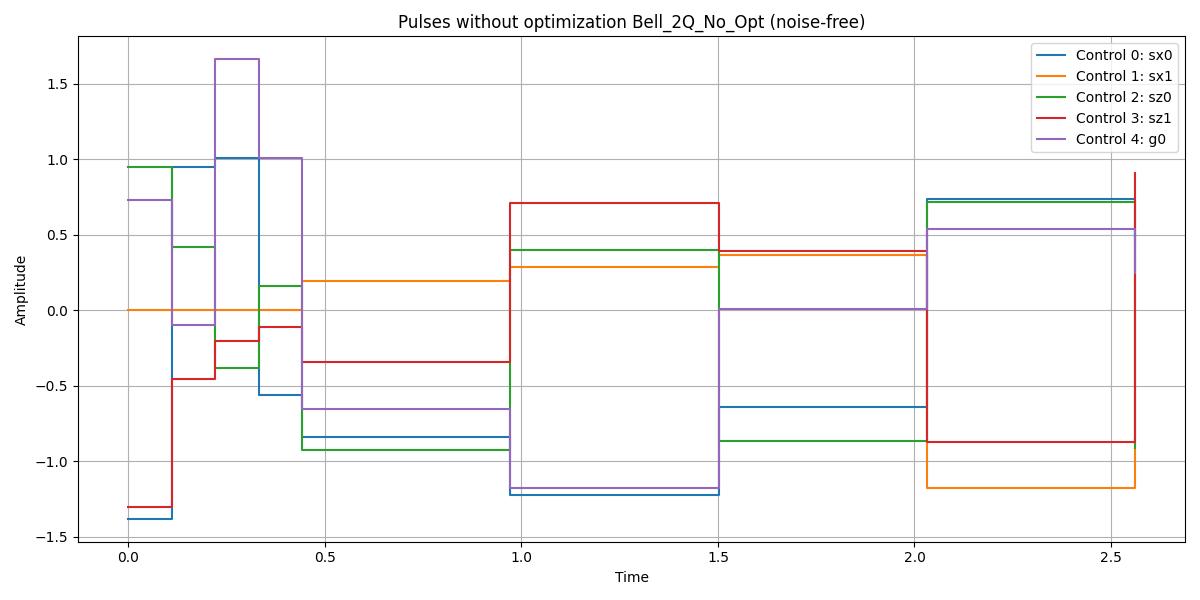 Pulses without optimization Bell_2Q_No_Opt (noise-free)
Control 0: sx0
Control 1: sx1
Control 2: sz0
Control 3: sz1
Control 4: g0
1.5
1.0
0.5
0.0
−0.5
−1.0
−1.5
Amplitude
0.0 0.5 1.0 1.5 2.0 2.5
Time